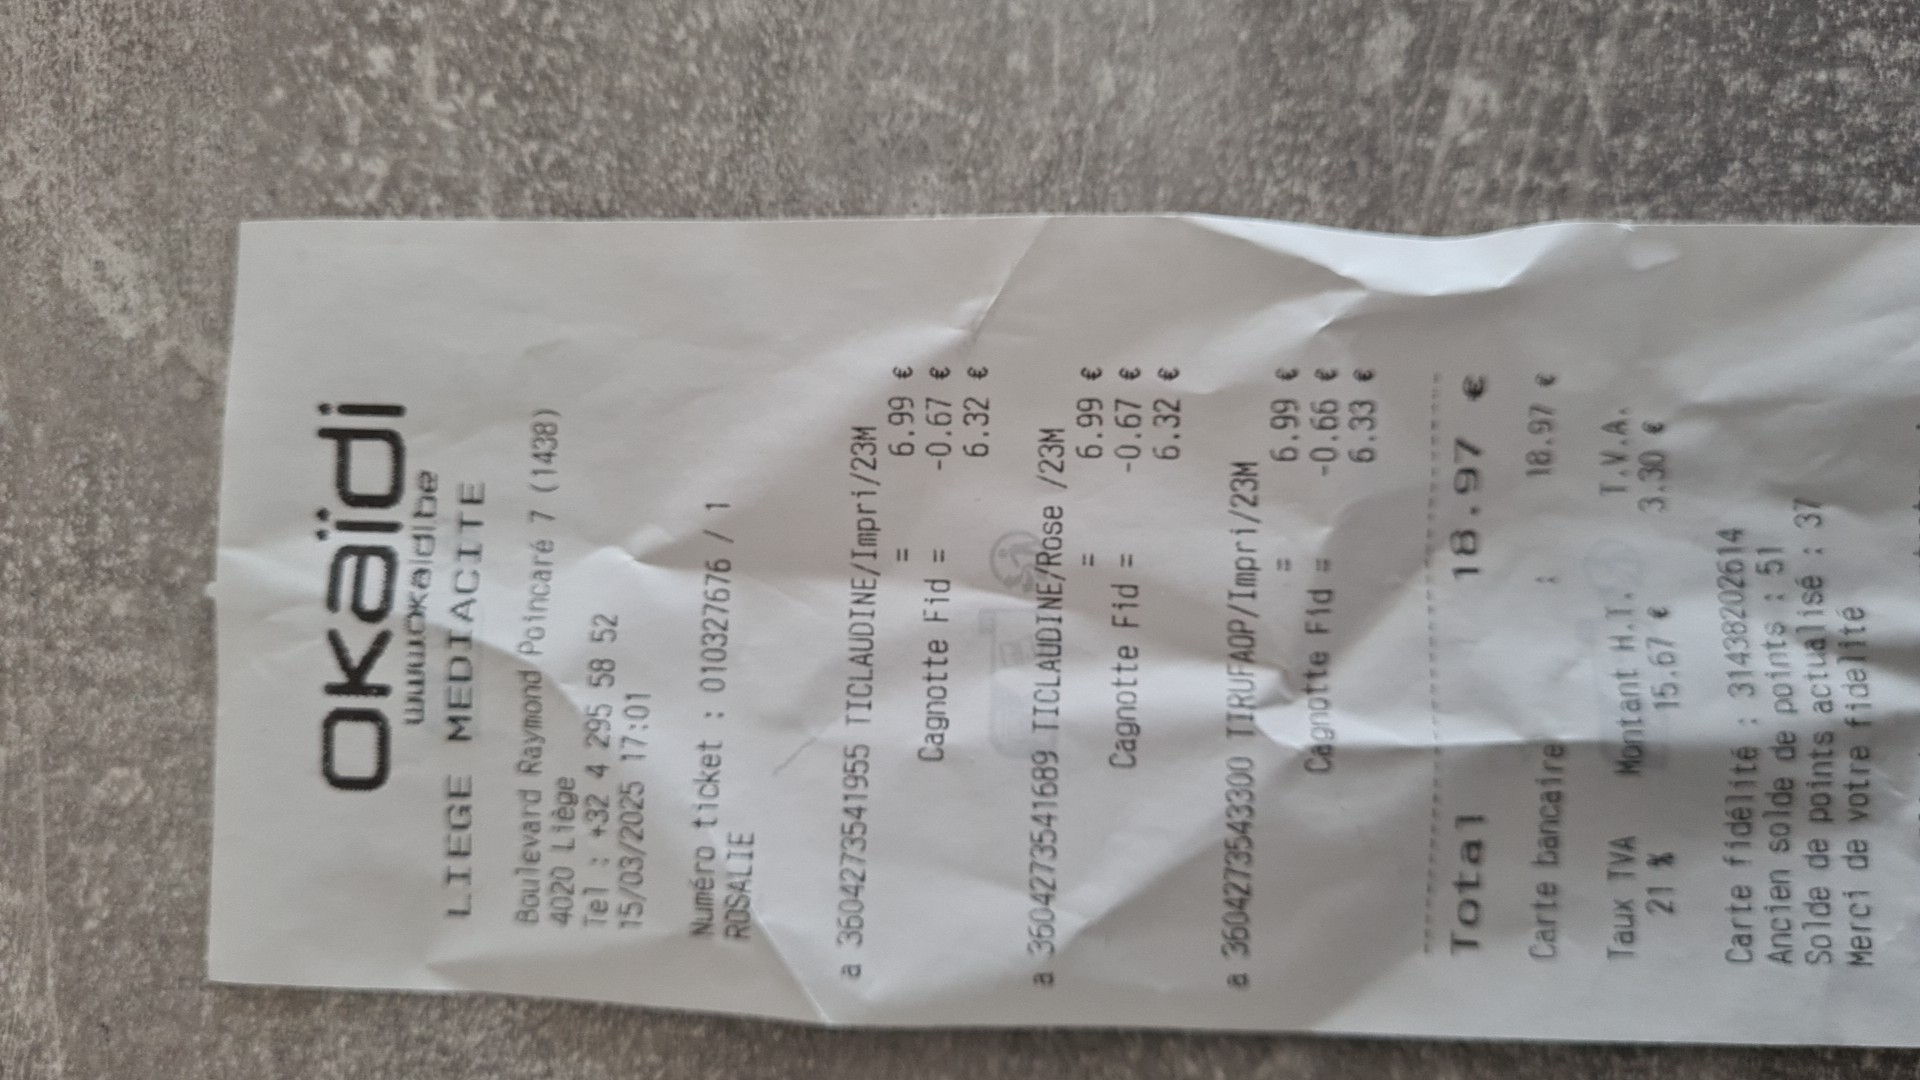 okaïdi
www.okaidi.be
LIEGE MEDIACITE
Boulevard Raymond Poincaré 7 (1438)
4020 Liège
Tel : +32 4 295 58 52
15/03/2025 17:01
Numéro ticket : 010327676 / 1
ROSALIE
a 3604273541955 TICLAUDINE/Impri/23M
= 6.99 €
Cagnotte Fid = -0.67 €
6.32 €
a 3604273541689 TICLAUDINE/Rose /23M
= 6.99 €
Cagnotte Fid = -0.67 €
6.32 €
a 3604273543300 TIRUFAOP/Impri/23M
= 6.99 €
Cagnotte Fid = -0.66 €
6.33 €
Total 18.97 €
Carte bancaire : 18.97 €
Taux TVA Montant H.T. T.V.A.
21 % 15.67 € 3.30 €
Carte fidélité : 31438202614
Ancien solde de points : 51
Solde de points actualisé : 37
Merci de votre fidelité